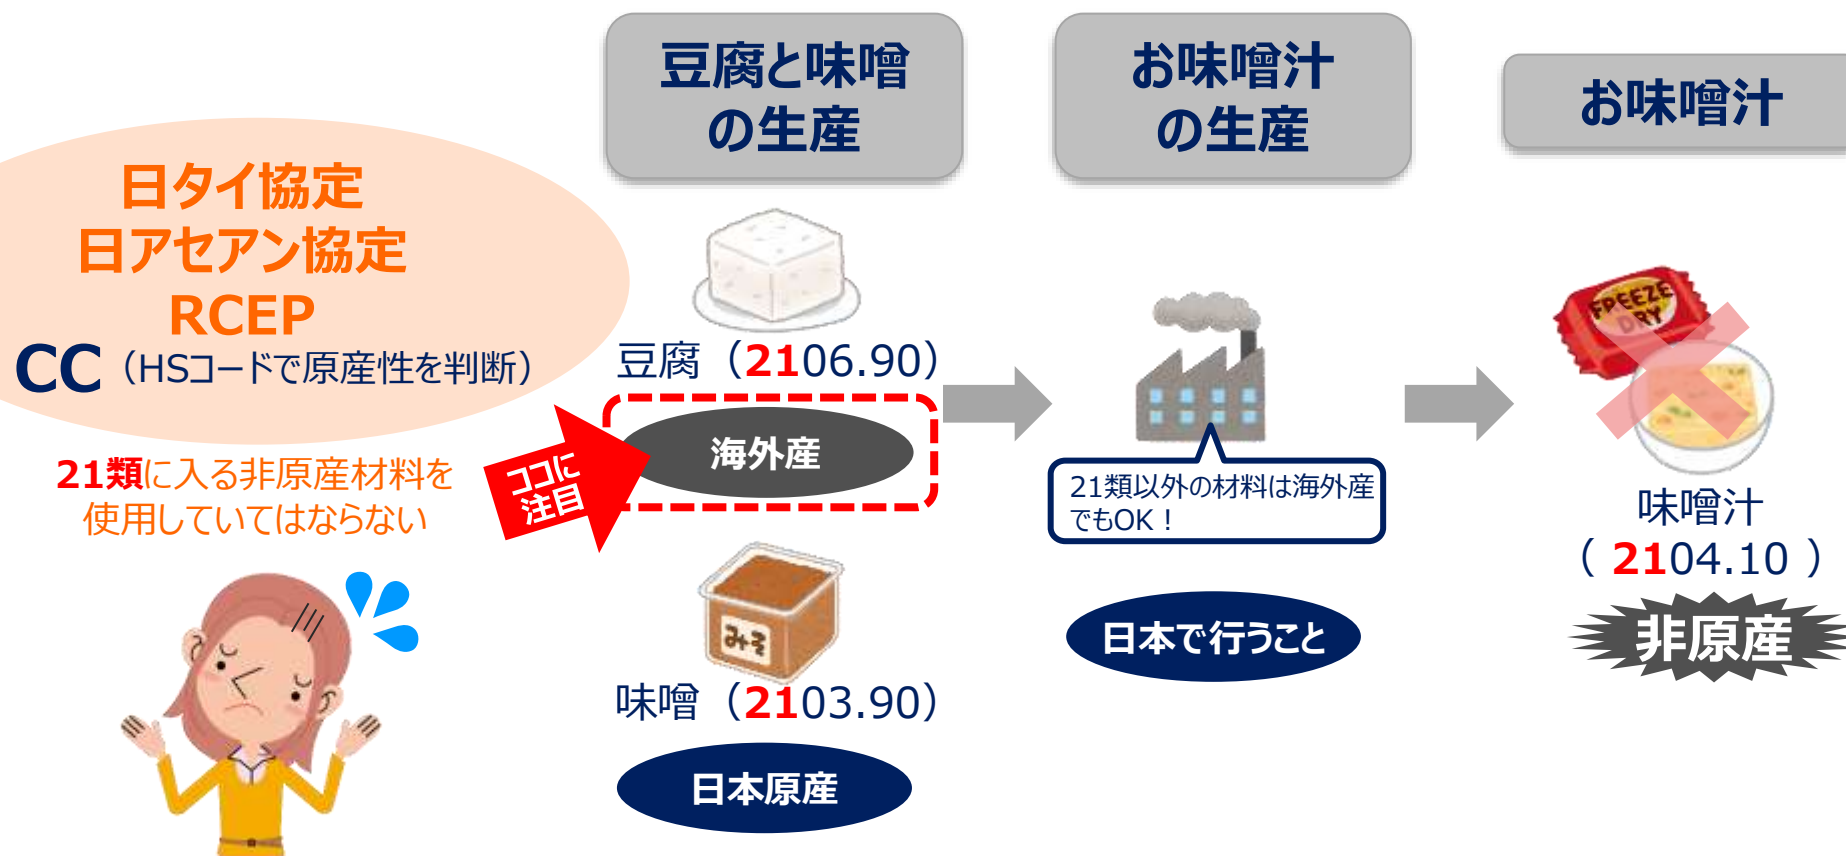 豆腐と味噌
の生産
お味噌汁
の生産
お味噌汁
日タイ協定
日アセアン協定
RCEP
CC（HSコードで原産性を判断）
21類に入る非原産材料を
使用していてはならない
ココに
注目
豆腐（2106.90）
海外産
みそ
味噌（2103.90）
日本原産
21類以外の材料は海外産
でもOK！
日本で行うこと
FREEZE
DRY
味噌汁
（ 2104.10 ）
非原産